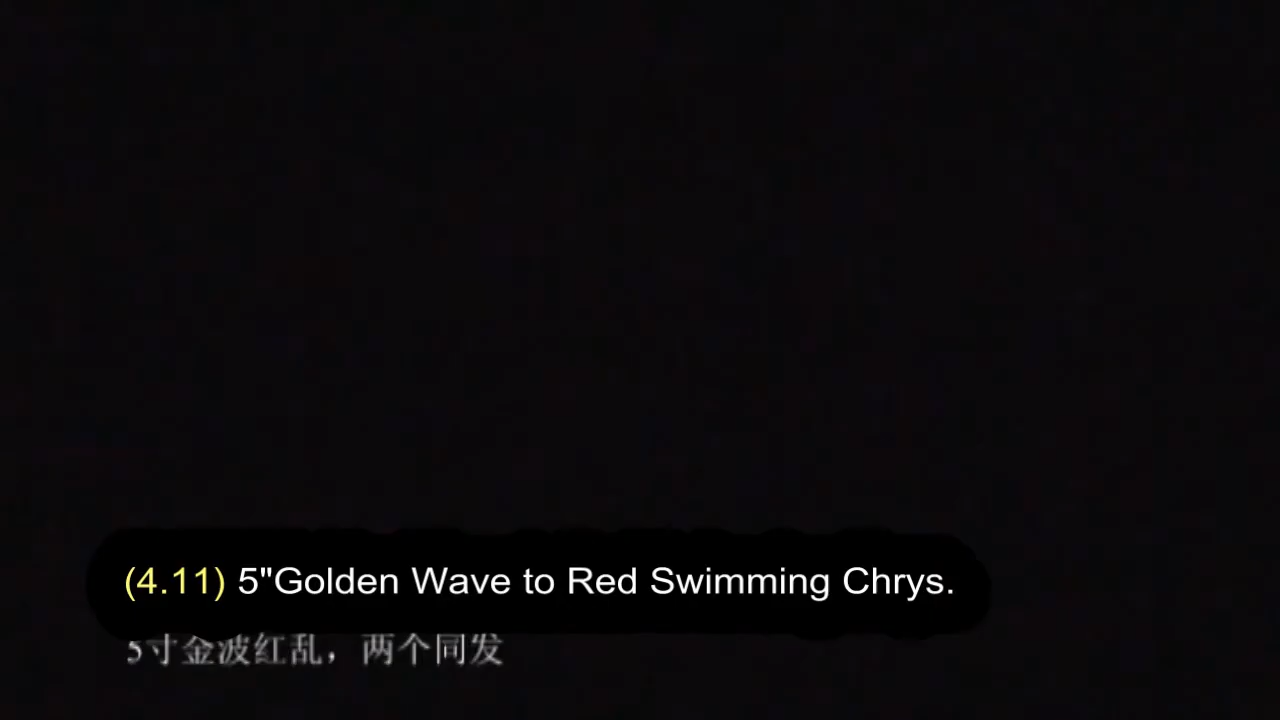 (4.11) 5"Golden Wave to Red Swimming Chrys.
5寸金波红乱，两个同发